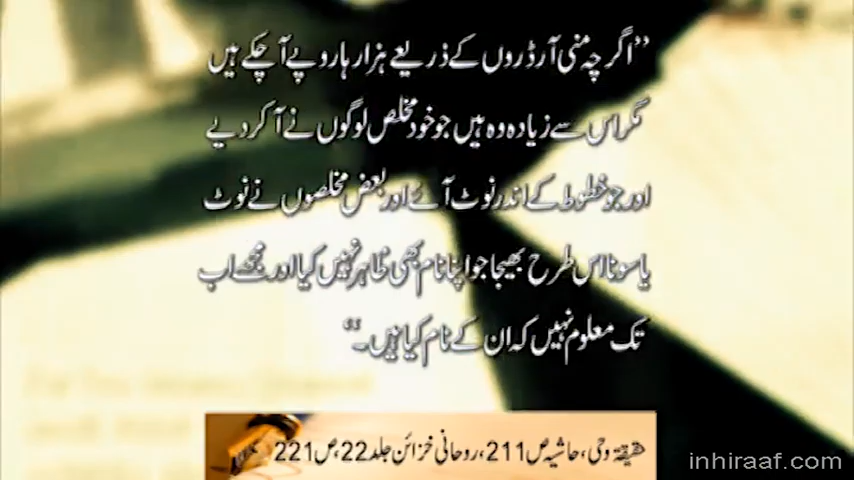 ”اگرچہ منی آرڈروں کے ذریعے ہزارہا روپے آ چکے ہیں
مگر اس سے زیادہ وہ ہیں جو خود مخلص لوگوں نے آ کر دیے
اور جو خطوط کے اندر نوٹ آئے اور بعض مخلصوں نے نوٹ
یا سونا اس طرح بھیجا جو اپنا نام بھی ظاہر نہیں کیا اور مجھے اب
تک معلوم نہیں کہ ان کے نام کیا ہیں۔“
حقیقۃ وحی، حاشیہ ص 211، روحانی خزائن جلد 22، ص 221
inhiraaf.com